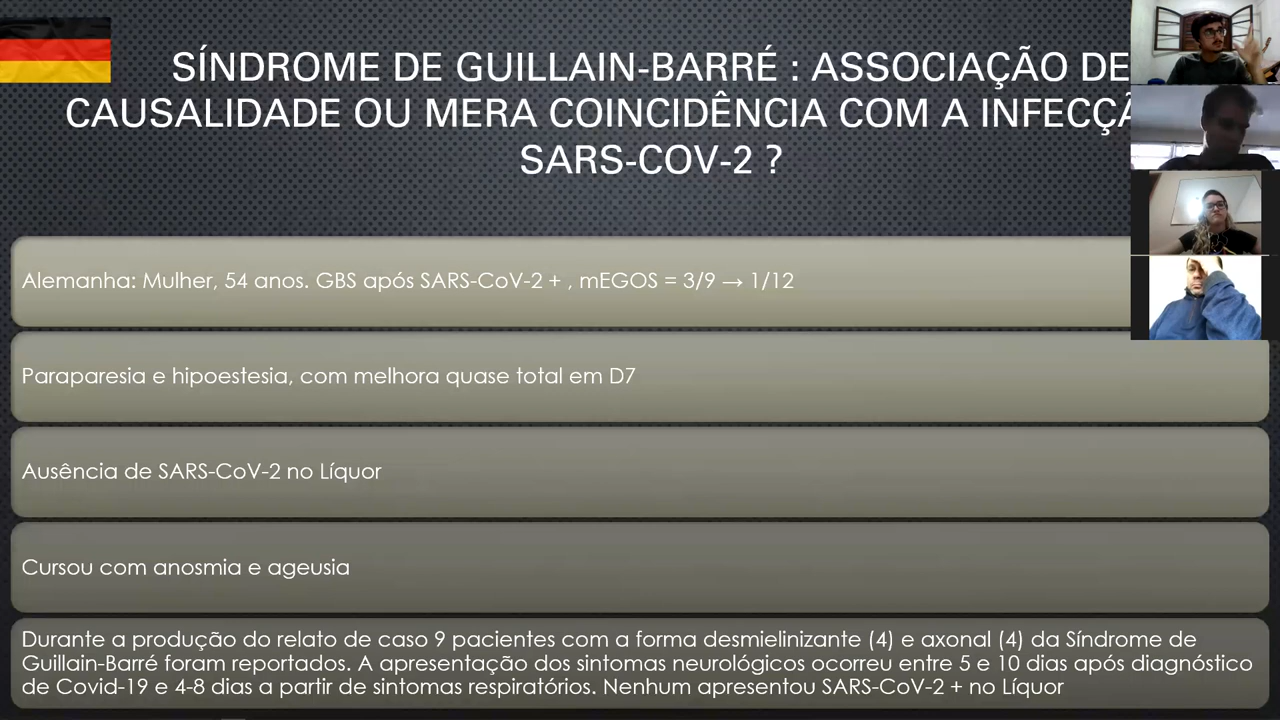 SÍNDROME DE GUILLAIN-BARRÉ : ASSOCIAÇÃO DE
CAUSALIDADE OU MERA COINCIDÊNCIA COM A
SARS-COV-2 ?
Alemanha: Mulher, 54 anos. GBS após SARS-CoV-2 + , mEGOS = 3/9 → 1/12
Paraparesia e hipoestesia, com melhora quase total em D7
Ausência de SARS-CoV-2 no Líquor
Cursou com anosmia e ageusia
Durante a produção do relato de caso 9 pacientes com a forma desmielinizante (4) e axonal (4) da Síndrome de
Guillain-Barré foram reportados. A apresentação dos sintomas neurológicos ocorreu entre 5 e 10 dias após diagnóstico
de Covid-19 e 4-8 dias a partir de sintomas respiratórios. Nenhum apresentou SARS-CoV-2 + no Líquor